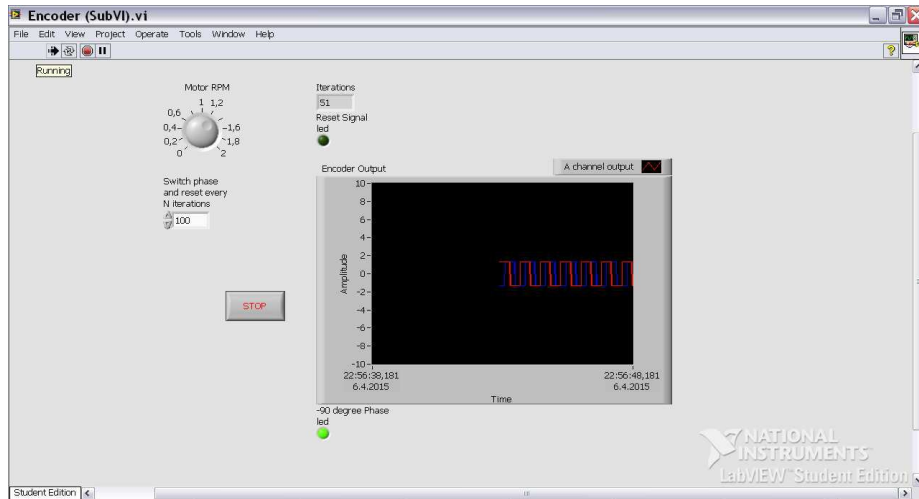 Encoder (SubVI).vi
File Edit View Project Operate Tools Window Help
Running
Motor RPM
0 0,2 0,4 0,6 1 1,2 1,6 1,8 2
Switch phase
and reset every
N iterations
100
STOP
Iterations
51
Reset Signal
led
Encoder Output
A channel output
Amplitude
10
8
6
4
2
0
-2
-4
-6
-8
-10
22:56:38,181 22:56:48,181
6.4.2015 6.4.2015
Time
-90 degree Phase
led
NATIONAL
INSTRUMENTS
LabVIEW Student Edition
Student Edition